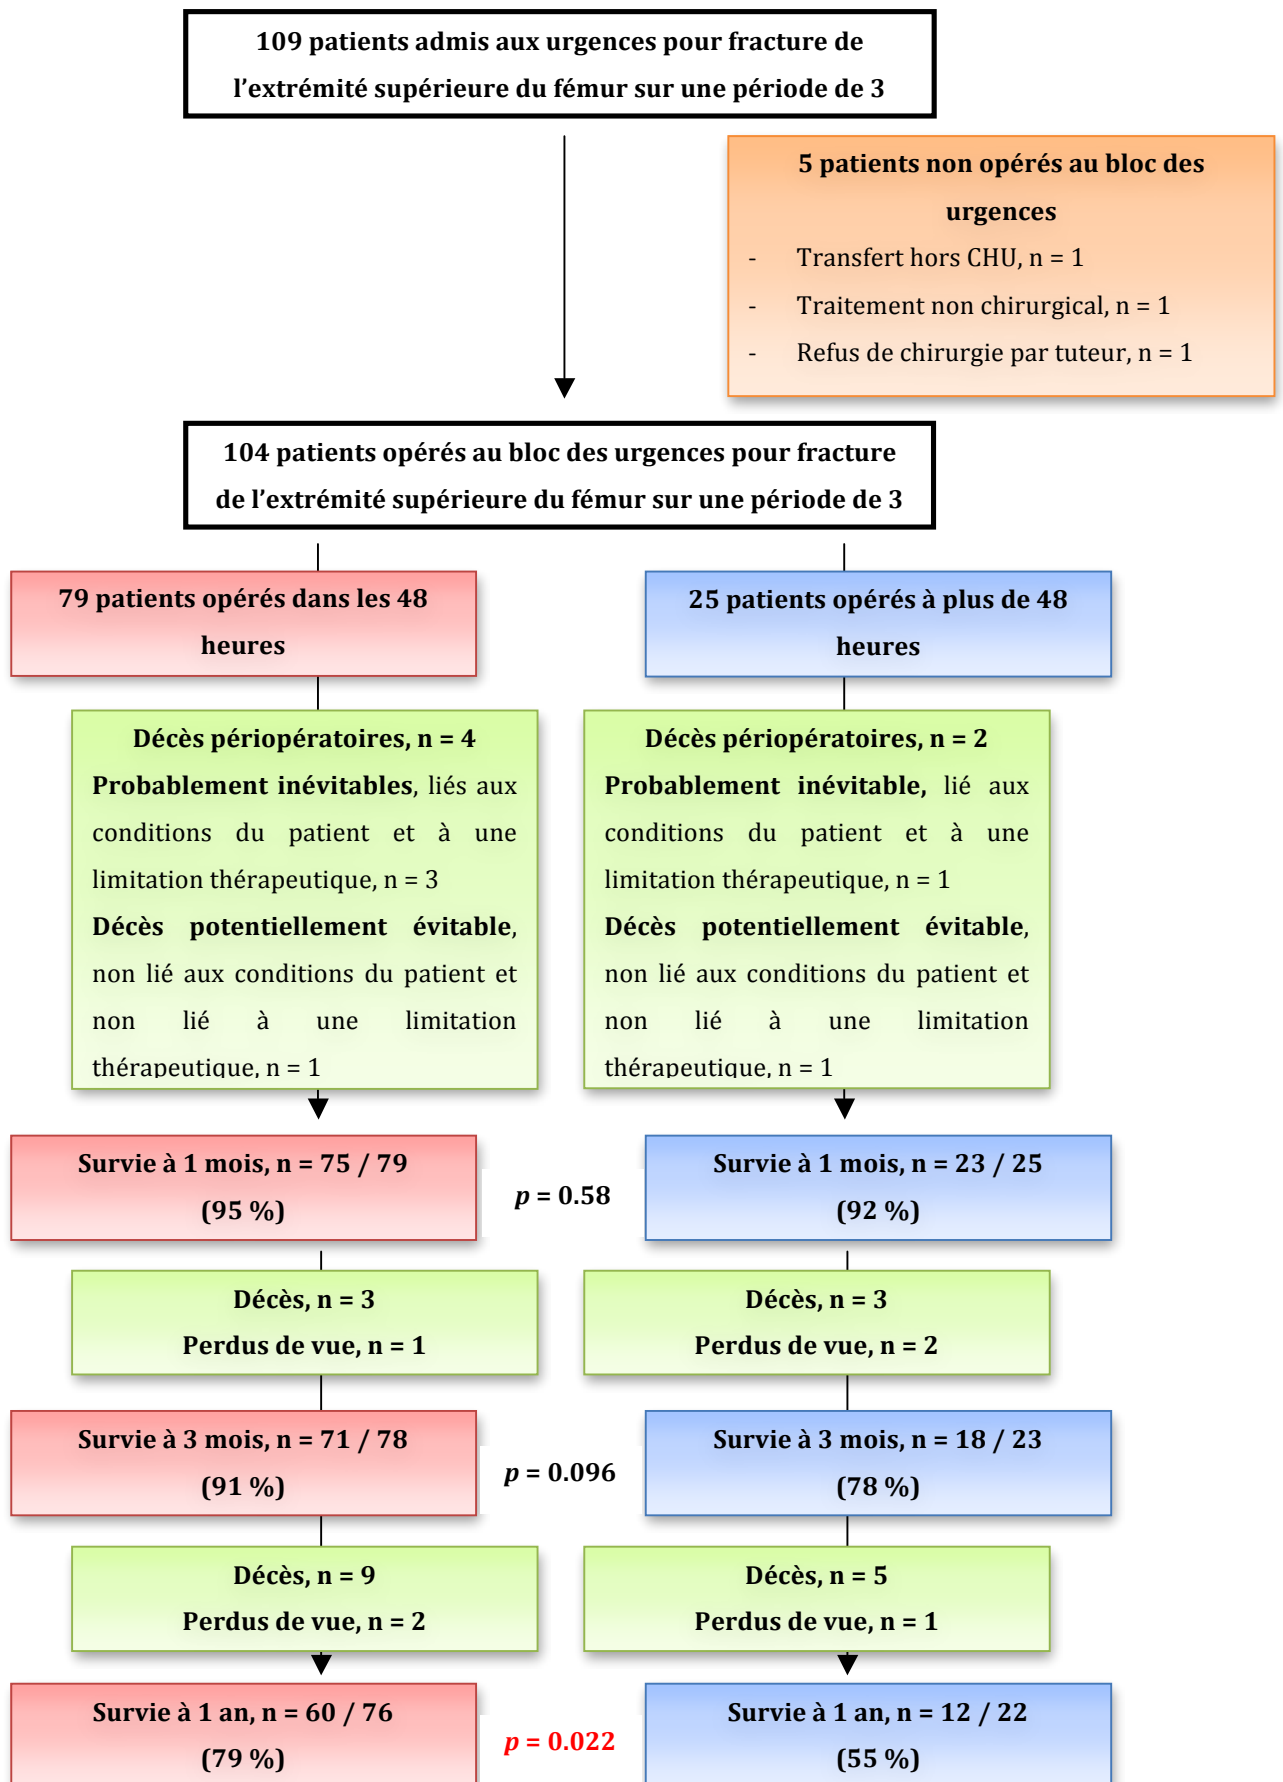 109 patients admis aux urgences pour fracture de
l’extrémité supérieure du fémur sur une période de 3
5 patients non opérés au bloc des
urgences
- Transfert hors CHU, n = 1
- Traitement non chirurgical, n = 1
- Refus de chirurgie par tuteur, n = 1
104 patients opérés au bloc des urgences pour fracture
de l’extrémité supérieure du fémur sur une période de 3
79 patients opérés dans les 48
heures
25 patients opérés à plus de 48
heures
Décès périopératoires, n = 4
Probablement inévitables, liés aux
conditions du patient et à une
limitation thérapeutique, n = 3
Décès potentiellement évitable,
non lié aux conditions du patient et
non lié à une limitation
thérapeutique, n = 1
Décès périopératoires, n = 2
Probablement inévitable, lié aux
conditions du patient et à une
limitation thérapeutique, n = 1
Décès potentiellement évitable,
non lié aux conditions du patient et
non lié à une limitation
thérapeutique, n = 1
Survie à 1 mois, n = 75 / 79
(95 %)
p = 0.58
Survie à 1 mois, n = 23 / 25
(92 %)
Décès, n = 3
Perdus de vue, n = 1
Décès, n = 3
Perdus de vue, n = 2
Survie à 3 mois, n = 71 / 78
(91 %)
p = 0.096
Survie à 3 mois, n = 18 / 23
(78 %)
Décès, n = 9
Perdus de vue, n = 2
Décès, n = 5
Perdus de vue, n = 1
Survie à 1 an, n = 60 / 76
(79 %)
p = 0.022
Survie à 1 an, n = 12 / 22
(55 %)